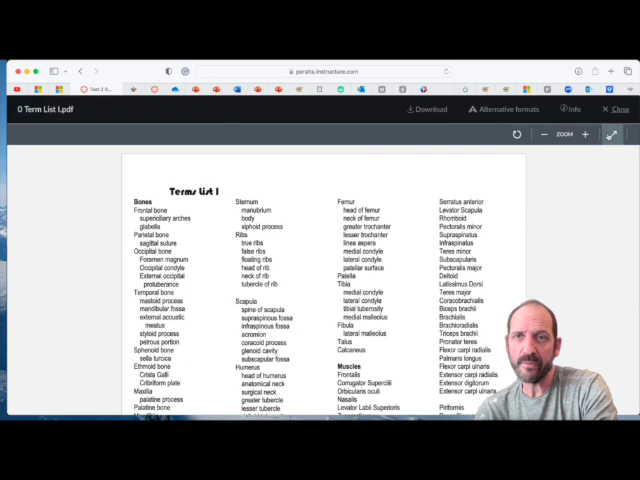 peralta.instructure.com
Test 2 R...
0 Term List I.pdf
Download
Alternative formats
Info
Close
ZOOM
Terms List I
Bones
Frontal bone
supericiliary arches
glabella
Parietal bone
sagittal suture
Occipital bone
Foramen magnum
Occipital condyle
External occipital
protuberance
Temporal bone
mastoid process
mandibular fossa
external acoustic
meatus
styloid process
petrous portion
Sphenoid bone
sella turcica
Ethmoid bone
Crista Galli
Cribriform plate
Maxilla
palatine process
Palatine bone
Sternum
manubrium
body
xiphoid process
Ribs
true ribs
false ribs
floating ribs
head of rib
neck of rib
tubercle of rib
Scapula
spine of scapula
supraspinous fossa
infraspinous fossa
acromion
coracoid process
glenoid cavity
subscapular fossa
Humerus
head of humerus
anatomical neck
surgical neck
greater tubercle
lesser tubercle
Femur
head of femur
neck of femur
greater trochanter
lesser trochanter
linea aspera
medial condyle
lateral condyle
patellar surface
Patella
Tibia
medial condyle
lateral condyle
tibial tuberosity
medial malleolus
Fibula
lateral malleolus
Talus
Calcaneus
Muscles
Frontalis
Corrugator Supercilii
Orbicularis oculi
Nasalis
Levator Labii Superioris
Serratus anterior
Levator Scapula
Rhomboid
Pectoralis minor
Supraspinatus
Infraspinatus
Teres minor
Subscapularis
Pectoralis major
Deltoid
Latissimus Dorsi
Teres major
Coracobrachialis
Biceps brachii
Brachialis
Brachioradialis
Triceps brachii
Pronator teres
Flexor carpi radialis
Palmaris longus
Flexor carpi ulnaris
Extensor carpi radialis
Extensor digitorum
Extensor carpi ulnaris
Piriformis